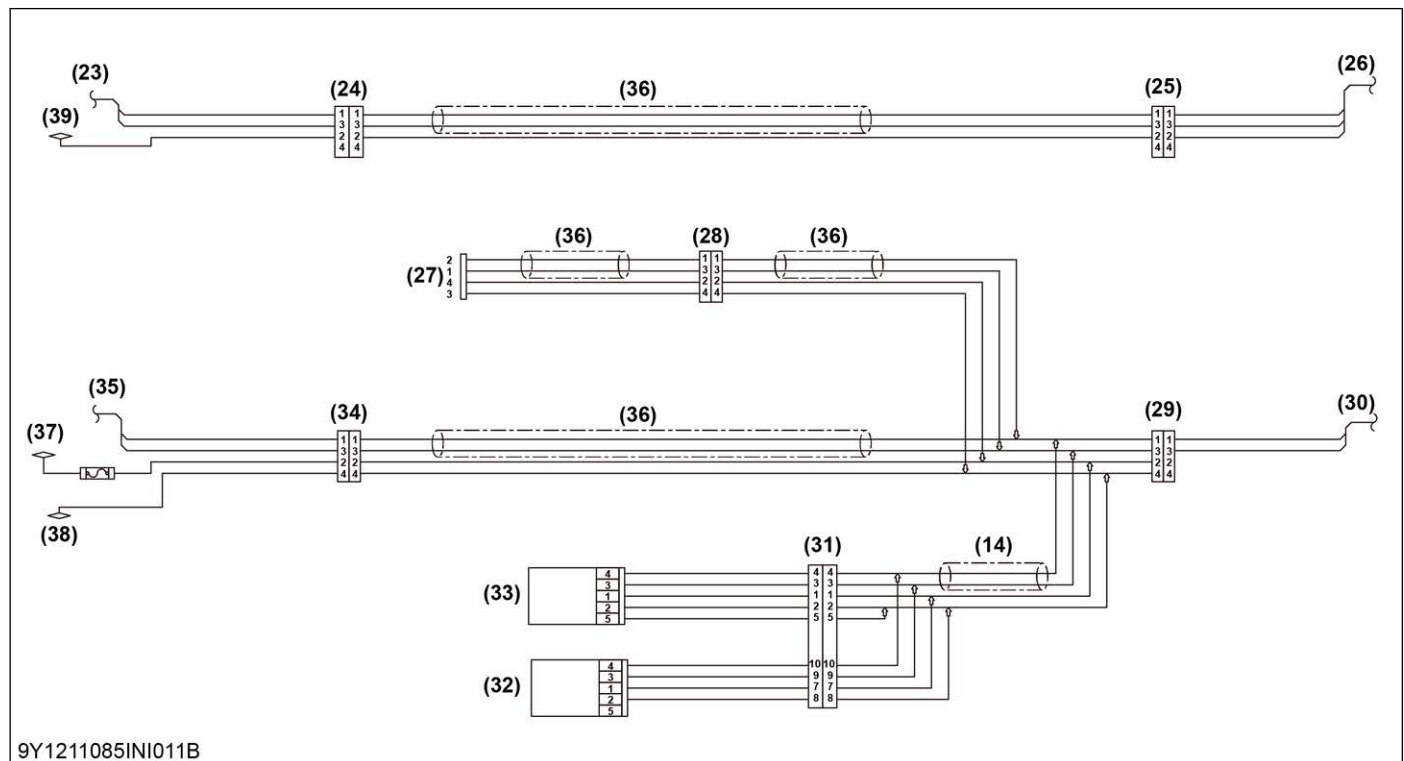 (23) (24) (36) (25) (26)
(39)
1 1 1 1
3 3 3 3
2 2 2 2
4 4 4 4
(36) (28) (36)
(27)
2 1 1
1 3 3
4 2 2
3 4 4
(35) (34) (36) (29) (30)
(37)
1 1 1 1
3 3 3 3
2 2 2 2
4 4 4 4
(38)
(31) (14)
(33)
4 4 4
3 3 3
1 1 1
2 2 2
5 5 5
(32)
4 10 10
3 9 9
1 7 7
2 8 8
5
9Y1211085INI011B